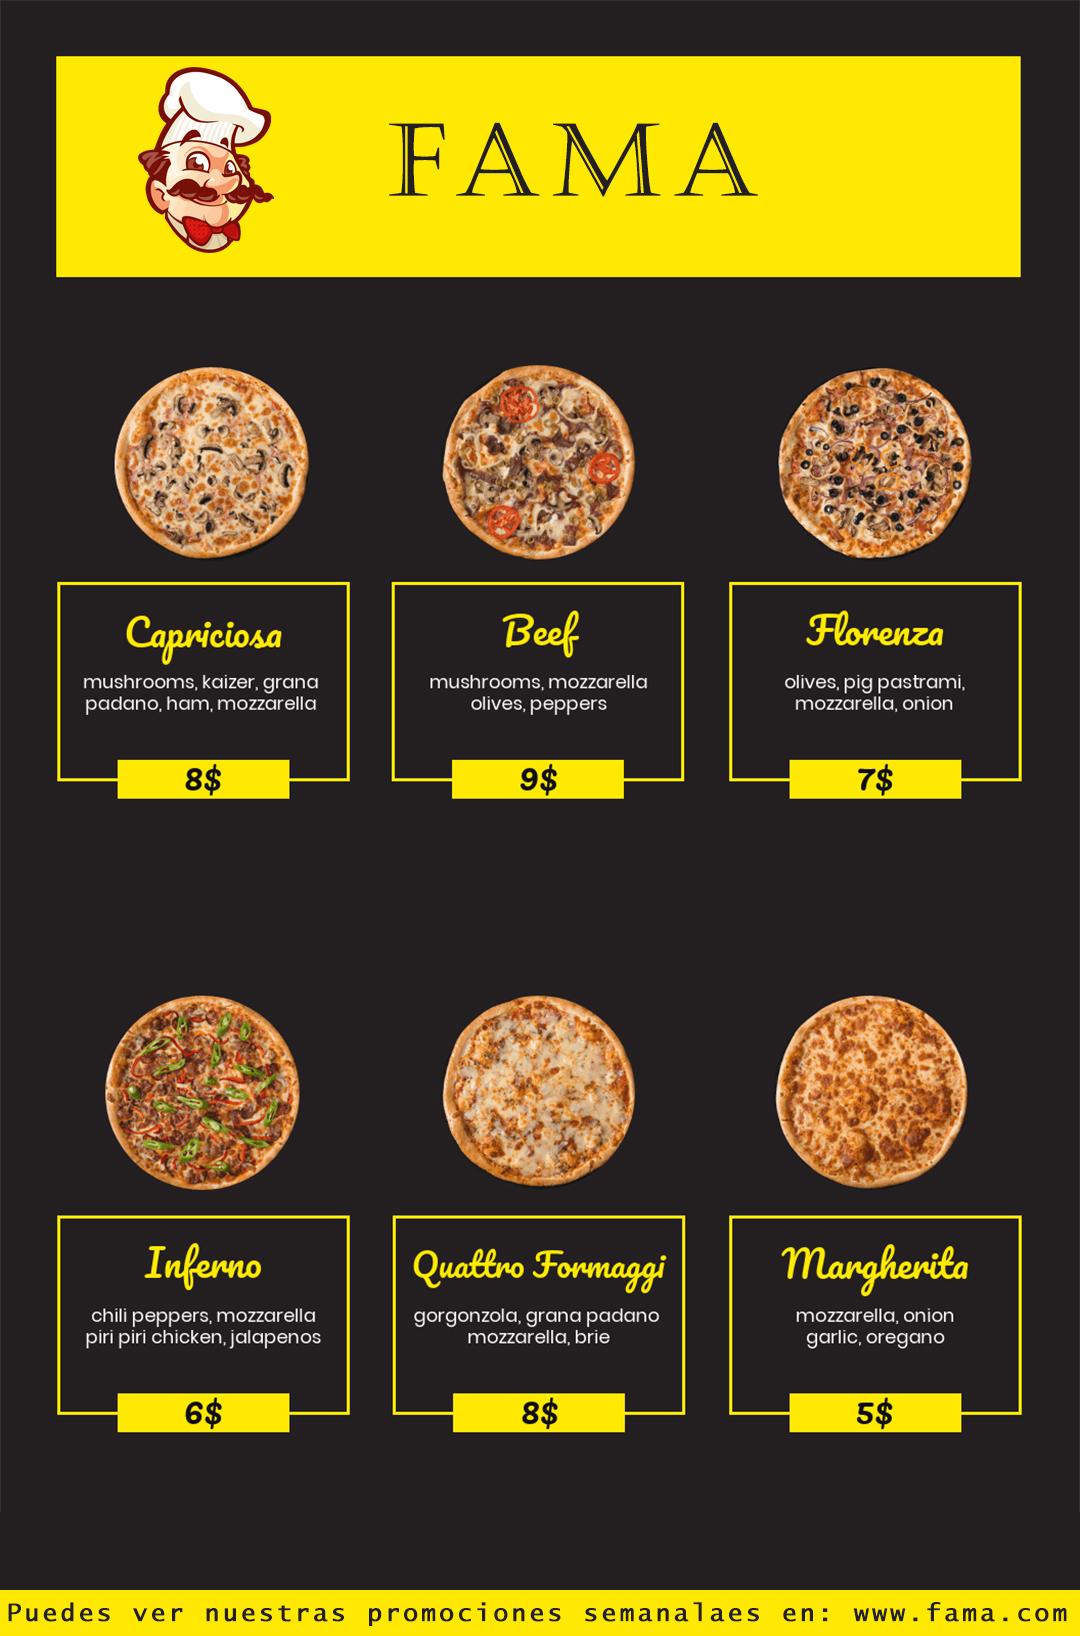 FAMA
Capriciosa
mushrooms, kaizer, grana
padano, ham, mozzarella
8$
Beef
mushrooms, mozzarella
olives, peppers
9$
Florenza
olives, pig pastrami,
mozzarella, onion
7$
Inferno
chili peppers, mozzarella
piri piri chicken, jalapenos
6$
Quattro Formaggi
gorgonzola, grana padano
mozzarella, brie
8$
Margherita
mozzarella, onion
garlic, oregano
5$
Puedes ver nuestras promociones semanalaes en: www.fama.com